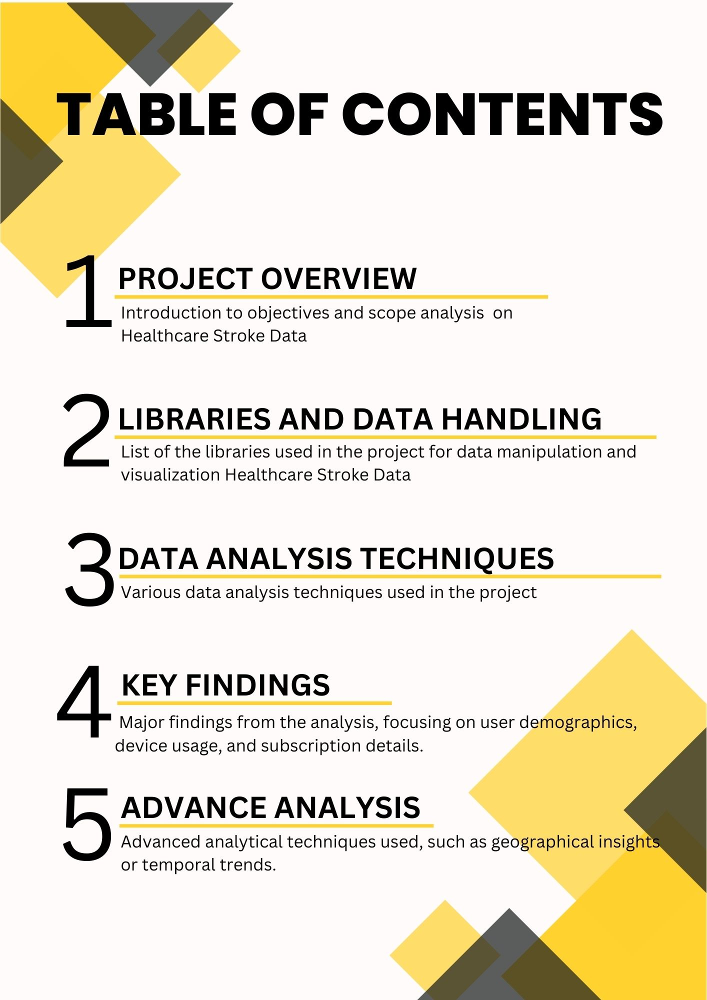 TABLE OF CONTENTS
1
PROJECT OVERVIEW
Introduction to objectives and scope analysis  on
Healthcare Stroke Data
2
LIBRARIES AND DATA HANDLING
List of the libraries used in the project for data manipulation and
visualization Healthcare Stroke Data
3
DATA ANALYSIS TECHNIQUES
Various data analysis techniques used in the project
4
KEY FINDINGS
Major findings from the analysis, focusing on user demographics,
device usage, and subscription details.
5
ADVANCE ANALYSIS
Advanced analytical techniques used, such as geographical insights
or temporal trends.